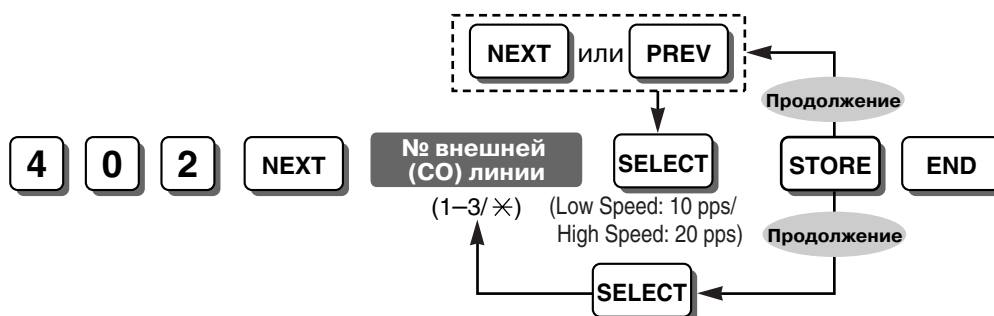 NEXT или PREV
Продолжение
4 0 2 NEXT
№ внешней
(CO) линии
SELECT
STORE
END
(1–3/✳)
(Low Speed: 10 pps/
High Speed: 20 pps)
Продолжение
SELECT